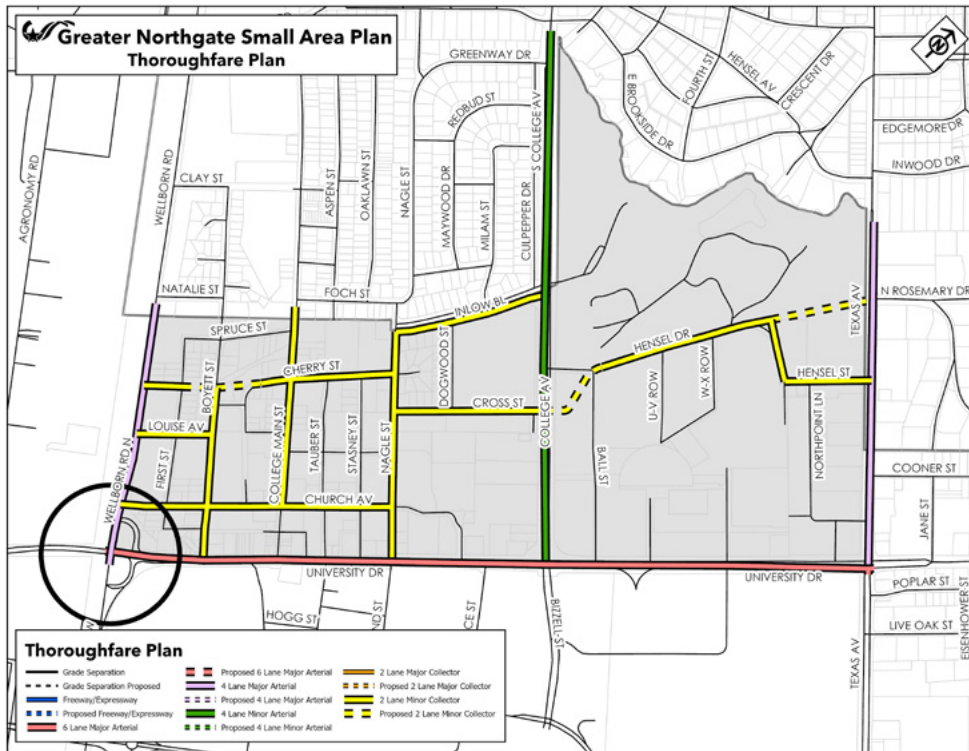 Greater Northgate Small Area Plan
Thoroughfare Plan
N
GREENWAY DR
REDBUD ST
S COLLEGE AV
E BROOKSIDE DR
FOURTH ST
HENSEL AV
CRESCENT DR
EDGEMORE DR
INWOOD DR
AGRONOMY RD
WELLBORN RD
CLAY ST
ASPEN ST
OAKLAWN ST
NAGLE ST
MAYWOOD DR
MILAM ST
CULPEPPER DR
NATALIE ST
FOCH ST
INLOW BL
N ROSEMARY DR
TEXAS AV
SPRUCE ST
CHERRY ST
BOYETT ST
DOGWOOD ST
HENSEL DR
W-X ROW
U-V ROW
HENSEL ST
CROSS ST
COLLEGE AV
LOUISE AV
FIRST ST
COLLEGE MAIN ST
TAUBER ST
STASNEY ST
NAGLE ST
BALL ST
NORTHPOINT LN
COONER ST
WELLBORN RD N
CHURCH AV
JANE ST
UNIVERSITY DR
UNIVERSITY DR
POPLAR ST
HOGG ST
ND ST
CE ST
BIZZELL ST
LIVE OAK ST
EISENHOWER ST
TEXAS AV
Thoroughfare Plan
Grade Separation
Grade Separation Proposed
Freeway/Expressway
Proposed Freeway/Expressway
6 Lane Major Arterial
Proposed 6 Lane Major Arterial
4 Lane Major Arterial
Proposed 4 Lane Major Arterial
4 Lane Minor Arterial
Proposed 4 Lane Minor Arterial
2 Lane Major Collector
Proposed 2 Lane Major Collector
2 Lane Minor Collector
Proposed 2 Lane Minor Collector